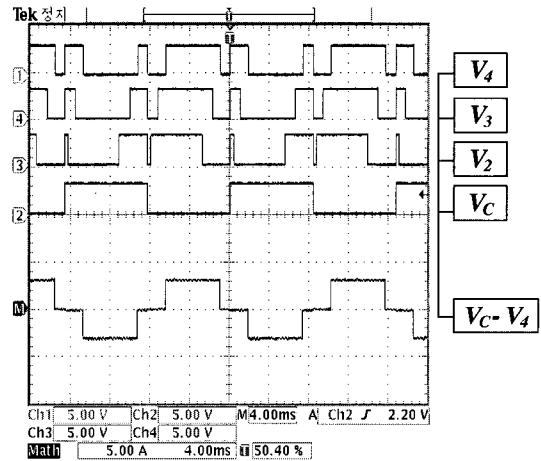 Tek 정지
T
1
V4
4
V3
3
V2
2
VC
M
VC- V4
Ch1 5.00 V Ch2 5.00 V M 4.00ms A Ch2 2.20 V
Ch3 5.00 V Ch4 5.00 V
Math 5.00 A 4.00ms T 50.40 %